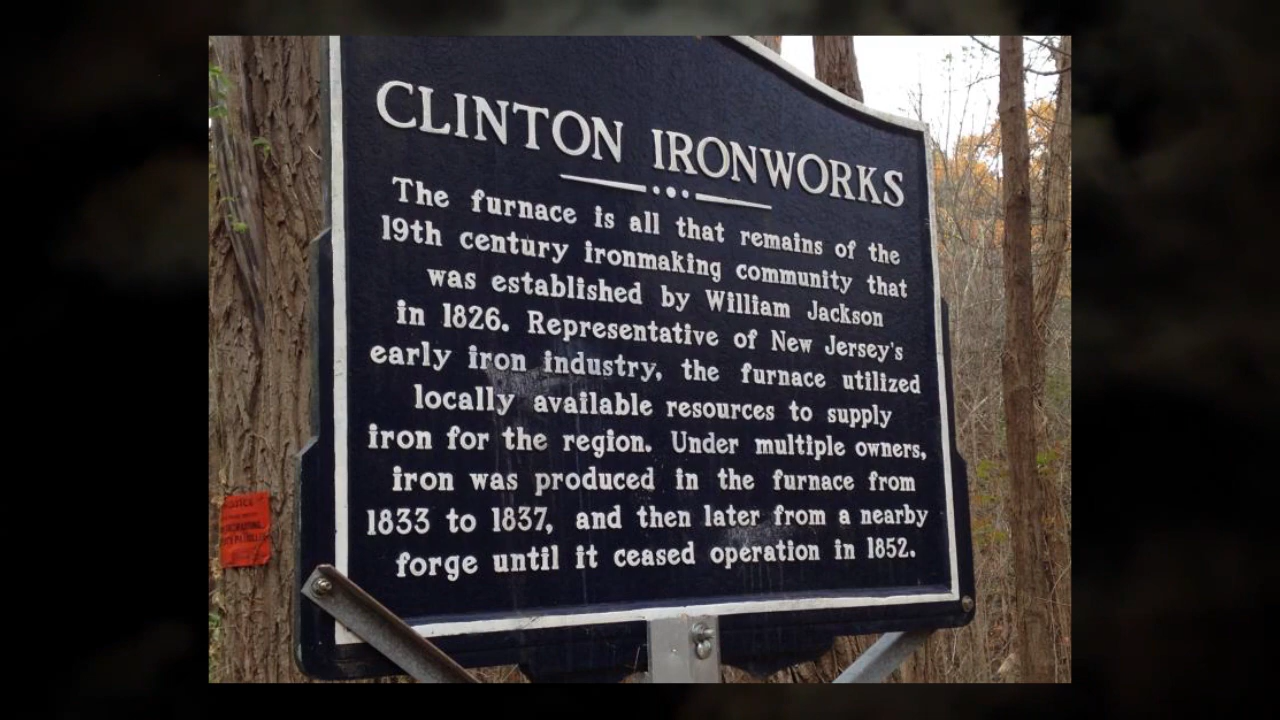 CLINTON IRONWORKS
The furnace is all that remains of the
19th century ironmaking community that
was established by William Jackson
in 1826. Representative of New Jersey's
early iron industry, the furnace utilized
locally available resources to supply
iron for the region. Under multiple owners,
iron was produced in the furnace from
1833 to 1837, and then later from a nearby
forge until it ceased operation in 1852.
NOTICE